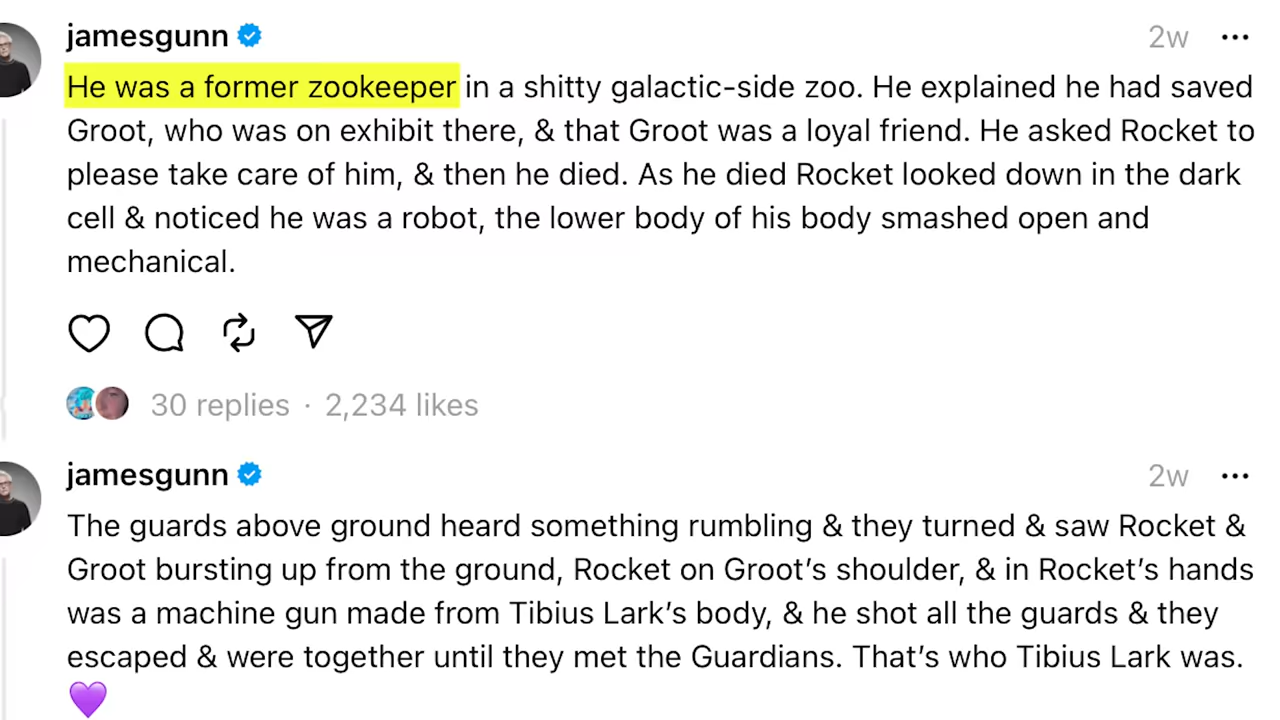 jamesgunn
2w
He was a former zookeeper in a shitty galactic-side zoo. He explained he had saved
Groot, who was on exhibit there, & that Groot was a loyal friend. He asked Rocket to
please take care of him, & then he died. As he died Rocket looked down in the dark
cell & noticed he was a robot, the lower body of his body smashed open and
mechanical.
30 replies · 2,234 likes
jamesgunn
2w
The guards above ground heard something rumbling & they turned & saw Rocket &
Groot bursting up from the ground, Rocket on Groot’s shoulder, & in Rocket’s hands
was a machine gun made from Tibius Lark’s body, & he shot all the guards & they
escaped & were together until they met the Guardians. That’s who Tibius Lark was.
💜